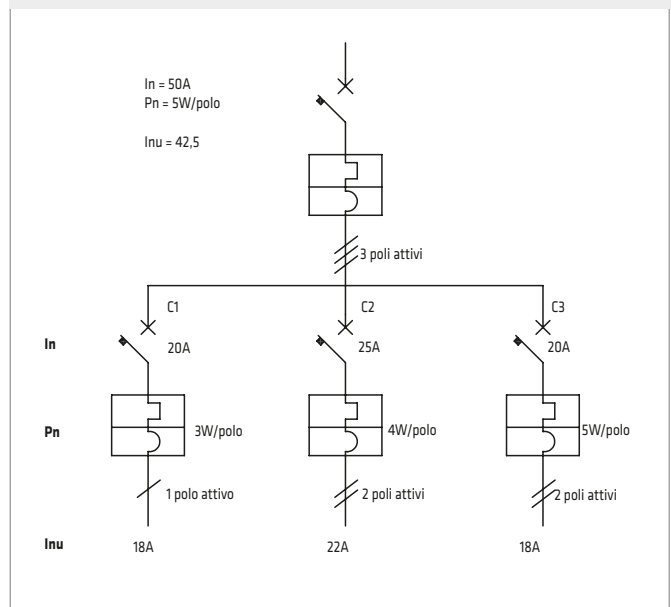 In = 50A
Pn = 5W/polo
Inu = 42,5
3 poli attivi
C1
C2
C3
In
20A
25A
20A
Pn
3W/polo
4W/polo
5W/polo
1 polo attivo
2 poli attivi
2 poli attivi
Inu
18A
22A
18A